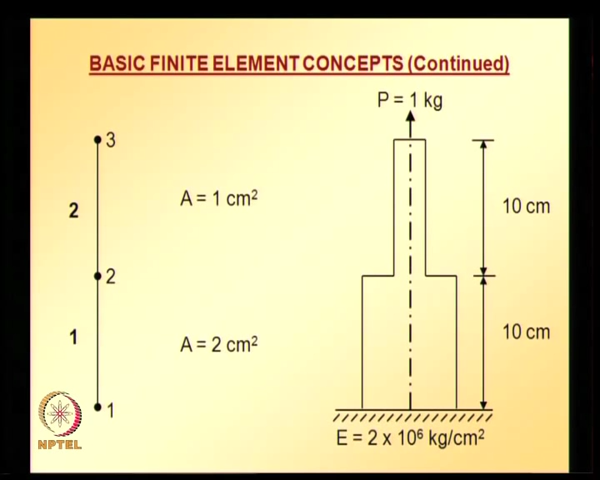 BASIC FINITE ELEMENT CONCEPTS (Continued)
P = 1 kg
3
2
A = 1 cm²
10 cm
2
1
A = 2 cm²
10 cm
1
NPTEL
E = 2 x 10⁶ kg/cm²